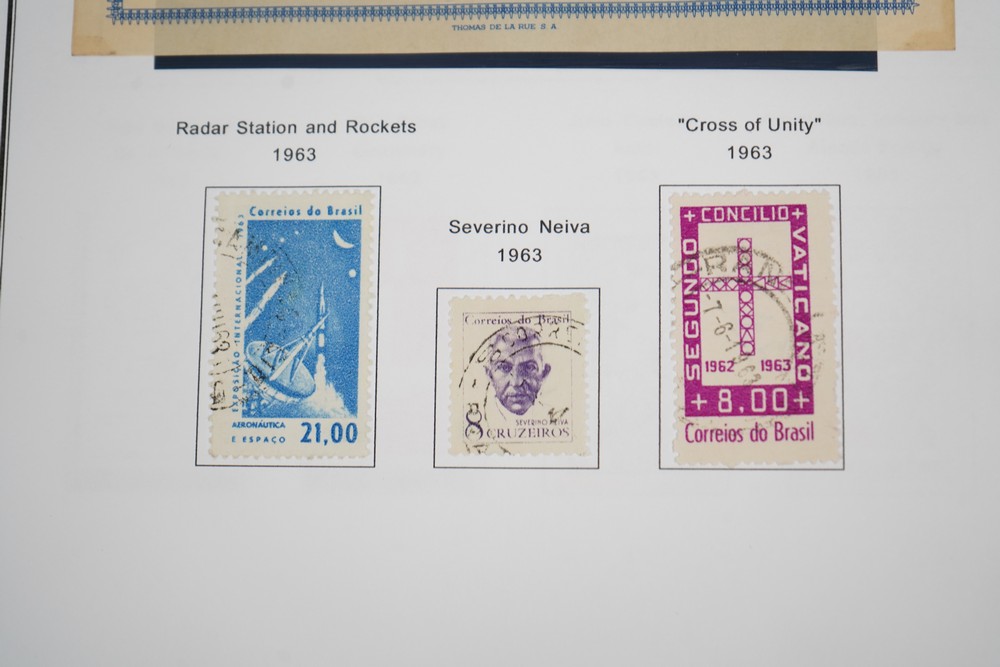 THOMAS DE LA RUE S. A.
Radar Station and Rockets
1963
Correios do Brasil
EXPOSIÇÃO INTERNACIONAL - 1963
AERONÁUTICA
E ESPAÇO
21,00
Severino Neiva
1963
Correios do Brasil
SEVERINO NEIVA
8 CRUZEIROS
"Cross of Unity"
1963
+ CONCÍLIO +
SEGUNDO
VATICANO
1962 1963
+ 8,00 +
Correios do Brasil